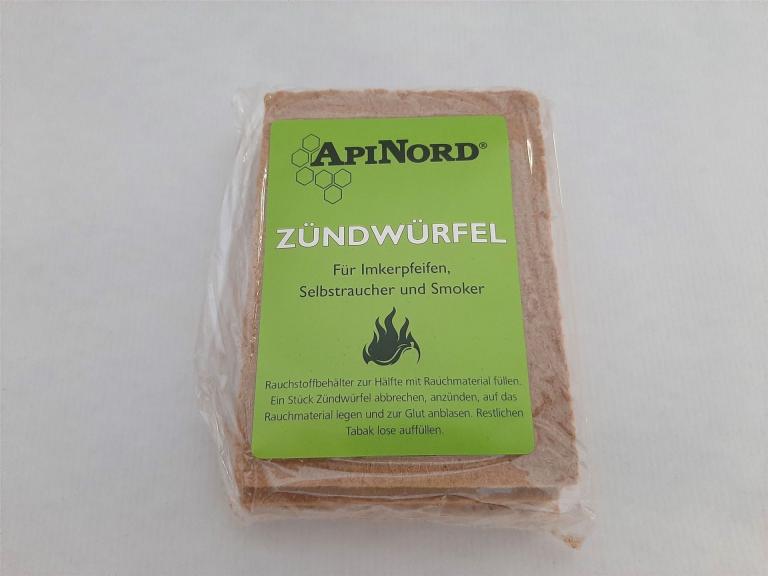 APINORD®
ZÜNDWÜRFEL
Für Imkerpfeifen,
Selbstraucher und Smoker
Rauchstoffbehälter zur Hälfte mit Rauchmaterial füllen.
Ein Stück Zündwürfel abbrechen, anzünden, auf das
Rauchmaterial legen und zur Glut anblasen. Restlichen
Tabak lose auffüllen.